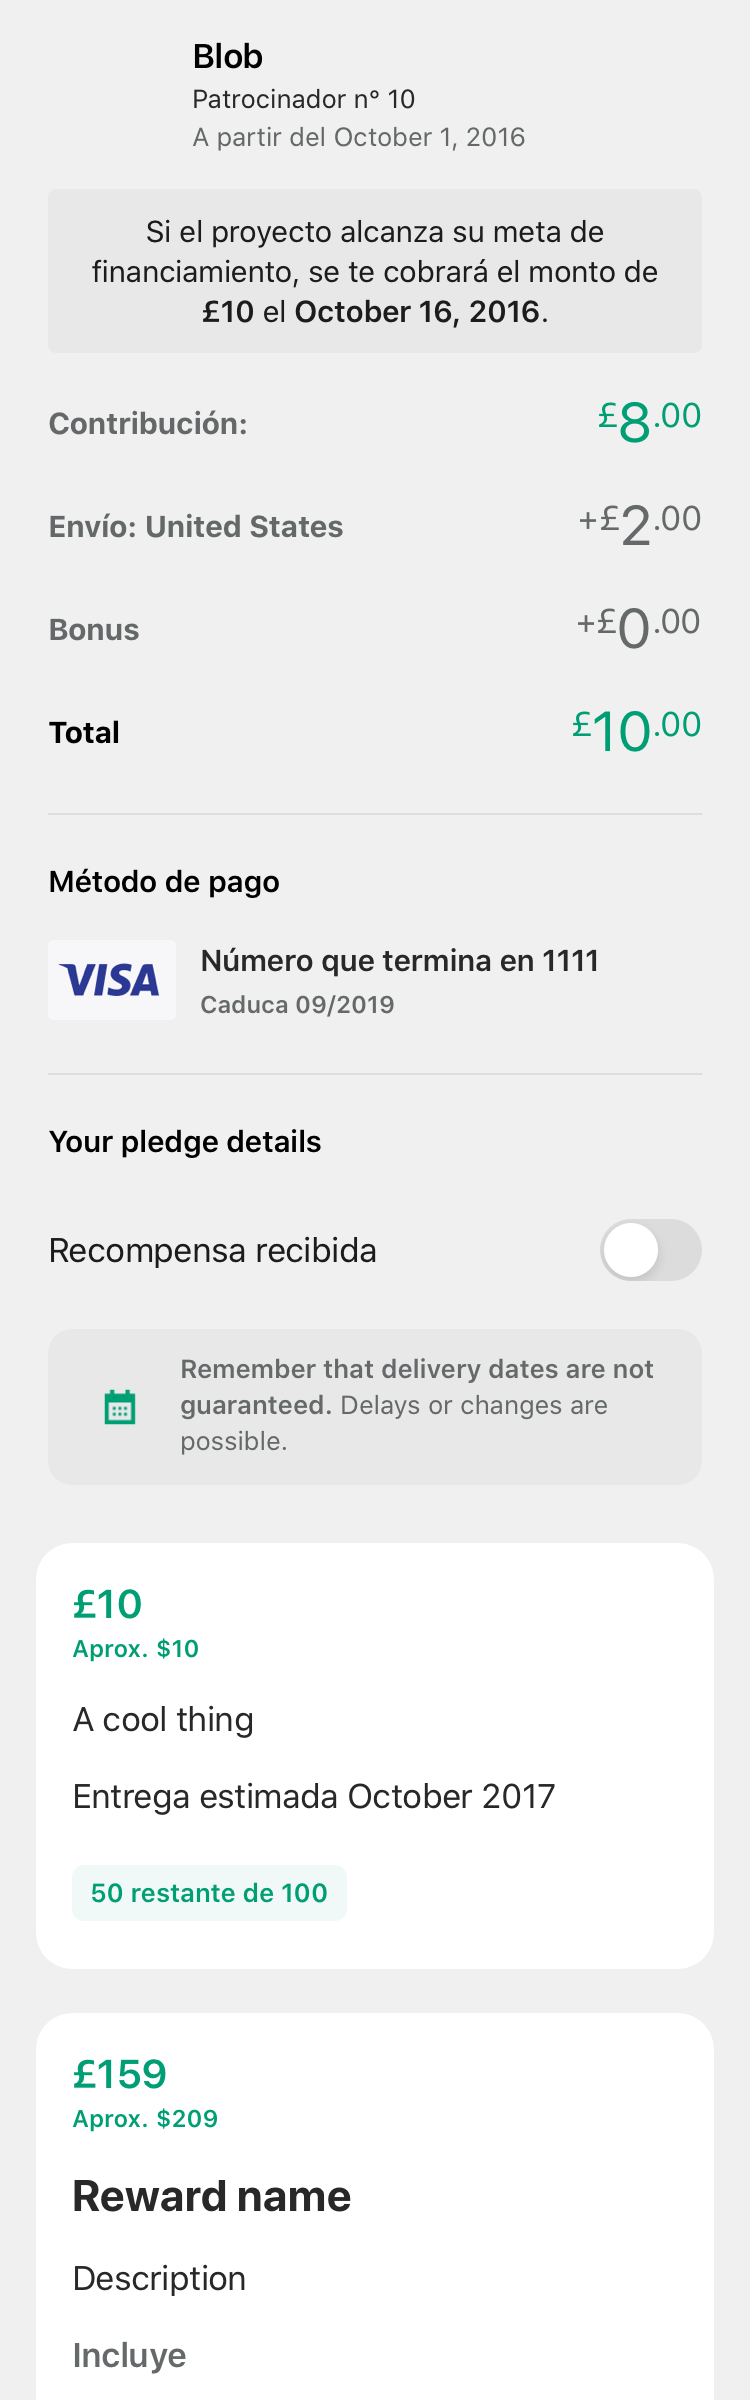 Blob
Patrocinador nº 10
A partir del October 1, 2016
Si el proyecto alcanza su meta de
financiamiento, se te cobrará el monto de
£10 el October 16, 2016.
Contribución: £8.00
Envío: United States +£2.00
Bonus +£0.00
Total £10.00
Método de pago
VISA
Número que termina en 1111
Caduca 09/2019
Your pledge details
Recompensa recibida
Remember that delivery dates are not
guaranteed. Delays or changes are
possible.
£10
Aprox. $10
A cool thing
Entrega estimada October 2017
50 restante de 100
£159
Aprox. $209
Reward name
Description
Incluye